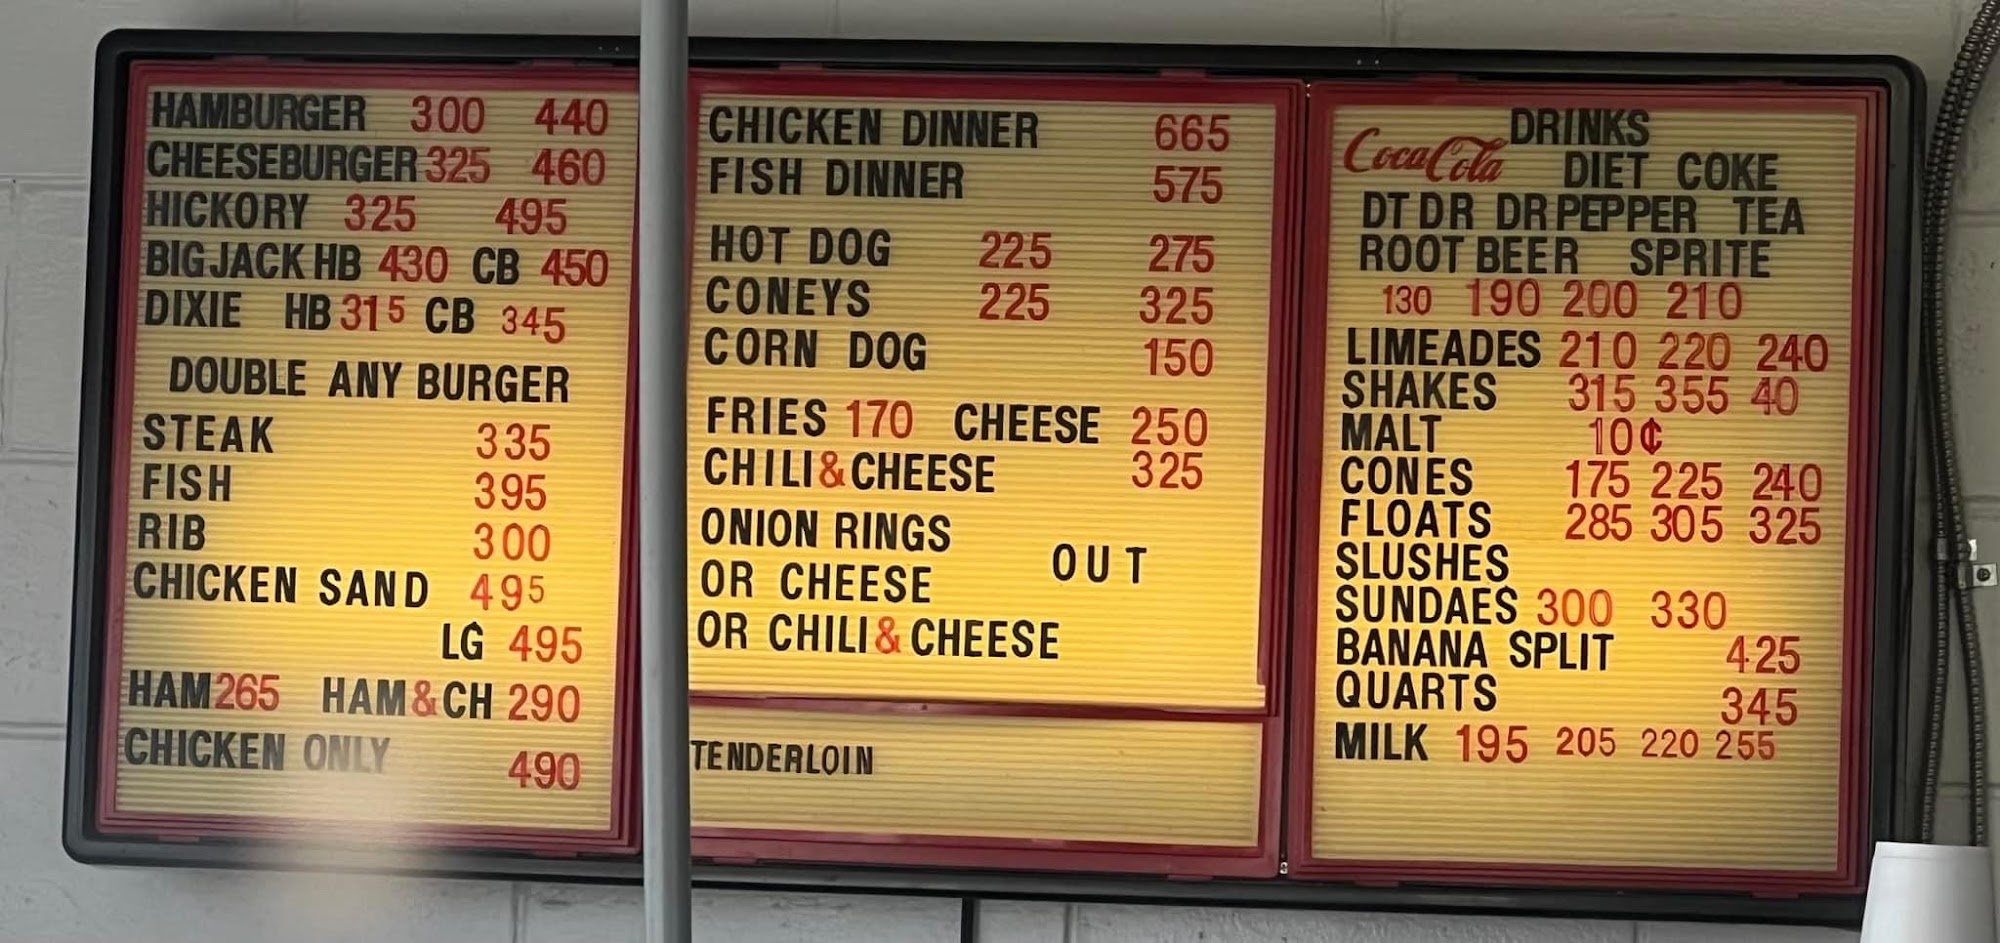 HAMBURGER 300 440
CHEESEBURGER 325 460
HICKORY 325 495
BIG JACK HB 430 CB 450
DIXIE HB 315 CB 345
DOUBLE ANY BURGER
STEAK 335
FISH 395
RIB 300
CHICKEN SAND 495
LG 495
HAM 265 HAM & CH 290
CHICKEN ONLY 490
CHICKEN DINNER 665
FISH DINNER 575
HOT DOG 225 275
CONEYS 225 325
CORN DOG 150
FRIES 170 CHEESE 250
CHILI & CHEESE 325
ONION RINGS
OUT
OR CHEESE
OR CHILI & CHEESE
TENDERLOIN
DRINKS
Coca Cola DIET COKE
DT DR DR PEPPER TEA
ROOT BEER SPRITE
130 190 200 210
LIMEADES 210 220 240
SHAKES 315 355 40
MALT 10¢
CONES 175 225 240
FLOATS 285 305 325
SLUSHES
SUNDAES 300 330
BANANA SPLIT 425
QUARTS 345
MILK 195 205 220 255